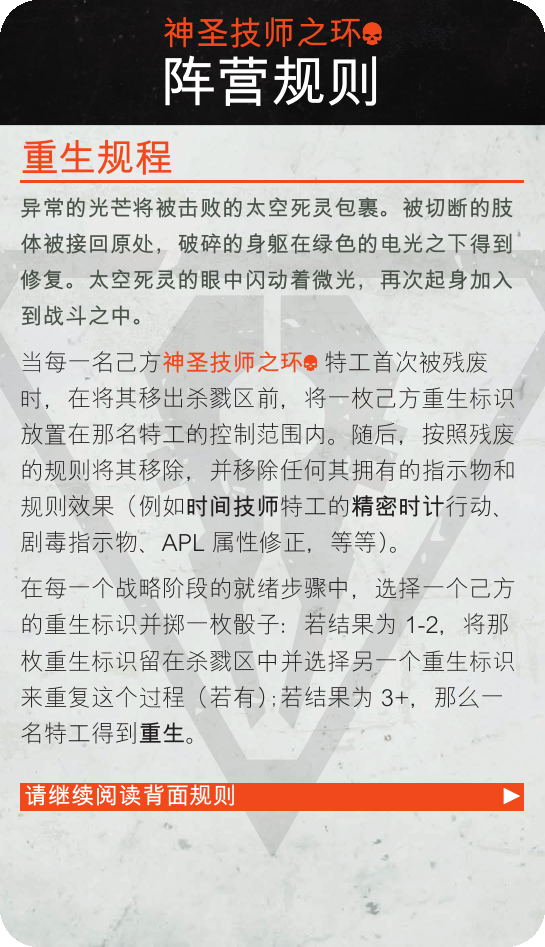 神圣技师之环
阵营规则
重生规程
异常的光芒将被击败的太空死灵包裹。被切断的肢
体被接回原处，破碎的身躯在绿色的电光之下得到
修复。太空死灵的眼中闪动着微光，再次起身加入
到战斗之中。
当每一名己方神圣技师之环 特工首次被残废
时，在将其移出杀戮区前，将一枚己方重生标识
放置在那名特工的控制范围内。随后，按照残废
的规则将其移除，并移除任何其拥有的指示物和
规则效果（例如时间技师特工的精密时计行动、
剧毒指示物、APL 属性修正，等等）。
在每一个战略阶段的就绪步骤中，选择一个己方
的重生标识并掷一枚骰子：若结果为 1-2，将那
枚重生标识留在杀戮区中并选择另一个重生标识
来重复这个过程（若有）；若结果为 3+，那么一
名特工得到重生。
请继续阅读背面规则